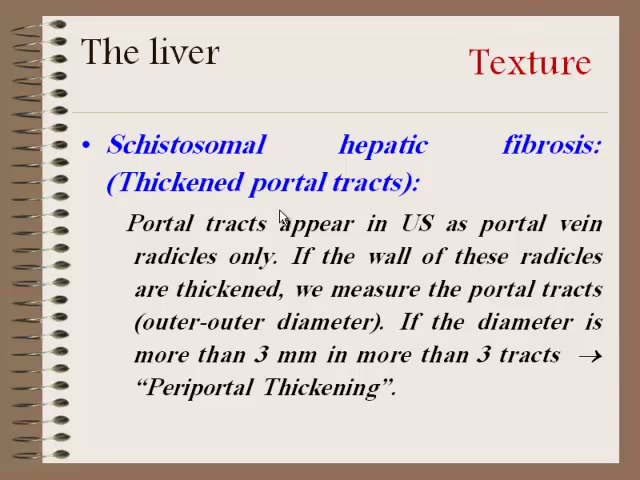 The liver
Texture
• Schistosomal hepatic fibrosis:
(Thickened portal tracts):
Portal tracts appear in US as portal vein
radicles only. If the wall of these radicles
are thickened, we measure the portal tracts
(outer-outer diameter). If the diameter is
more than 3 mm in more than 3 tracts →
“Periportal Thickening”.